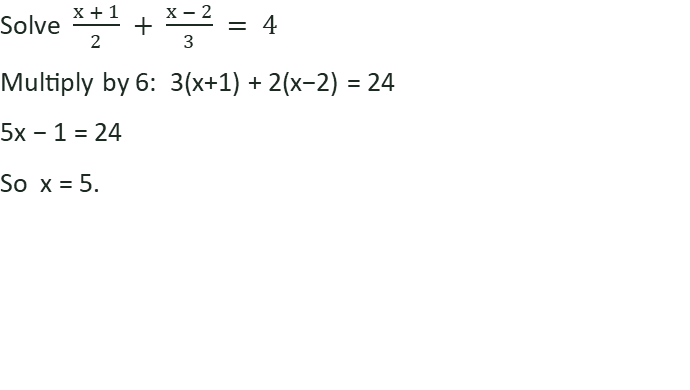 Solve (x + 1)/2 + (x − 2)/3 = 4
Multiply by 6: 3(x+1) + 2(x−2) = 24
5x − 1 = 24
So x = 5.